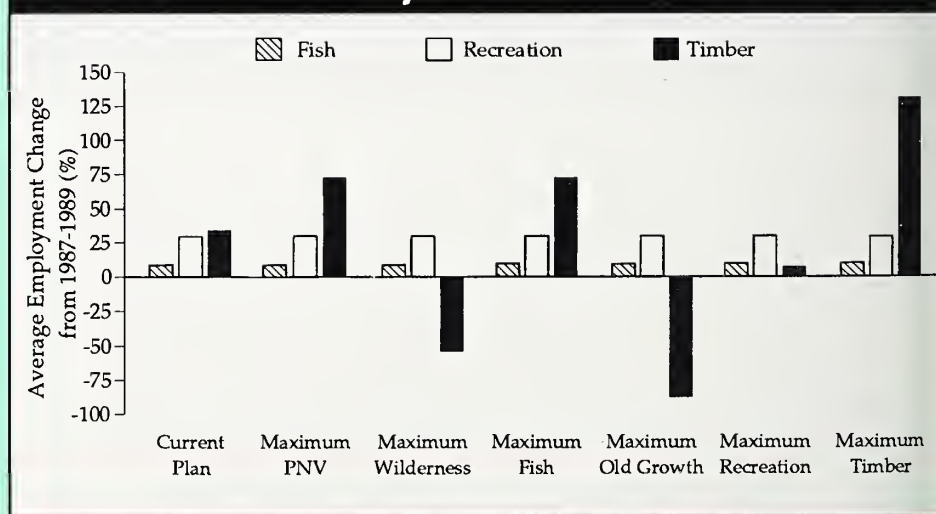 Fish
Recreation
Timber
Average Employment Change
from 1987-1989 (%)
150
125
100
75
50
25
0
-25
-50
-75
-100
Current
Plan
Maximum
PNV
Maximum
Wilderness
Maximum
Fish
Maximum
Old Growth
Maximum
Recreation
Maximum
Timber